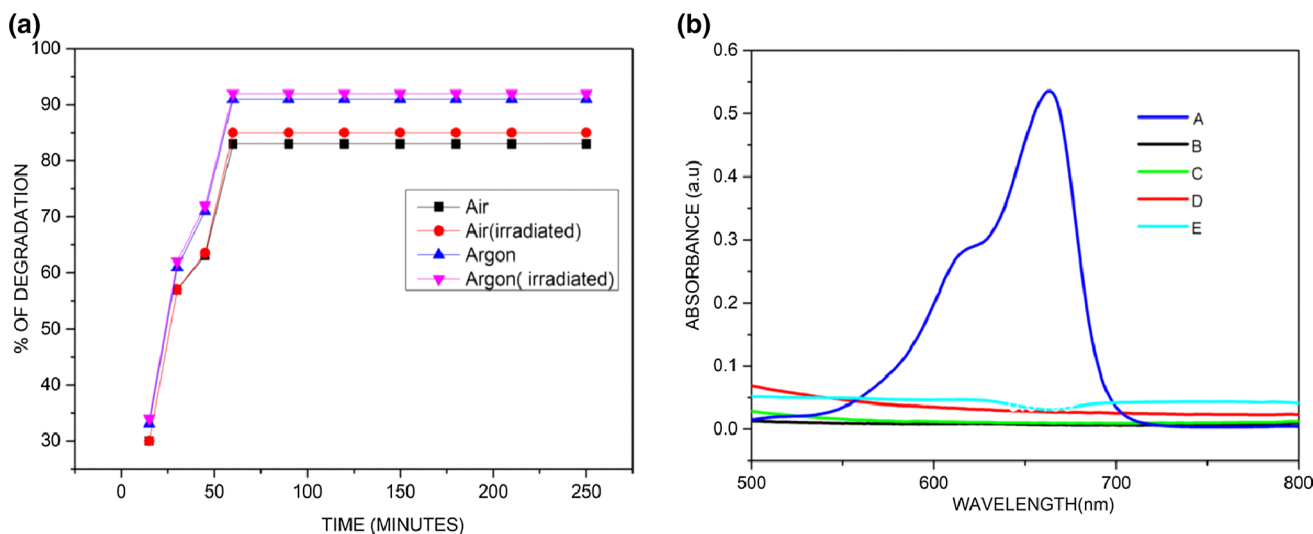 (a)
100
90
80
70
60
50
40
30
% OF DEGRADATION
0 50 100 150 200 250
TIME (MINUTES)
Air
Air(irradiated)
Argon
Argon( irradiated)
(b)
0.6
0.5
0.4
0.3
0.2
0.1
0.0
ABSORBANCE (a.u)
500 600 700 800
WAVELENGTH(nm)
A
B
C
D
E